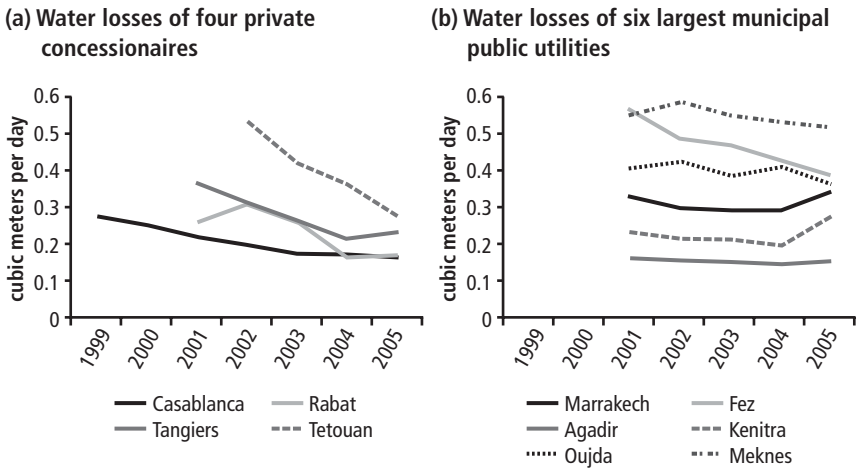 (a) Water losses of four private
concessionaires
cubic meters per day
0.6
0.5
0.4
0.3
0.2
0.1
0
1999
2000
2001
2002
2003
2004
2005
Casablanca
Rabat
Tangiers
Tetouan
(b) Water losses of six largest municipal
public utilities
cubic meters per day
0.6
0.5
0.4
0.3
0.2
0.1
0
1999
2000
2001
2002
2003
2004
2005
Marrakech
Fez
Agadir
Kenitra
Oujda
Meknes